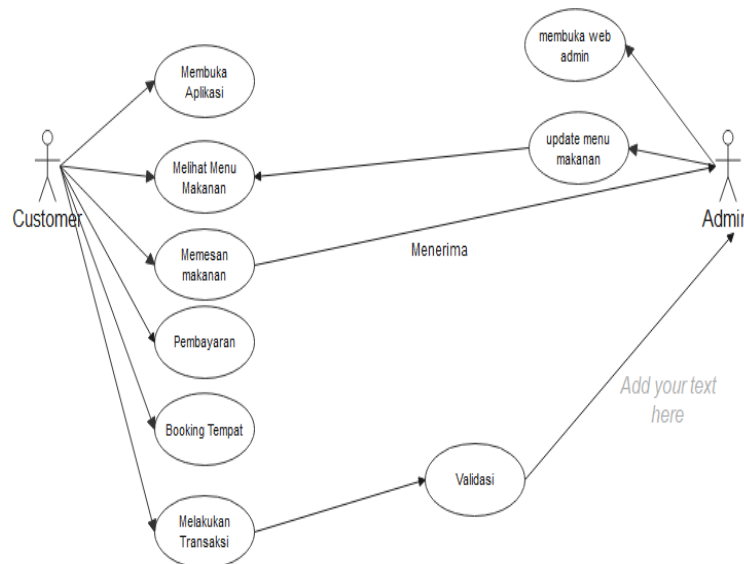 membuka web
admin
Membuka
Aplikasi
update menu
makanan
Melihat Menu
Makanan
Customer
Admin
Memesan
makanan
Menerima
Pembayaran
Add your text
here
Booking Tempat
Validasi
Melakukan
Transaksi